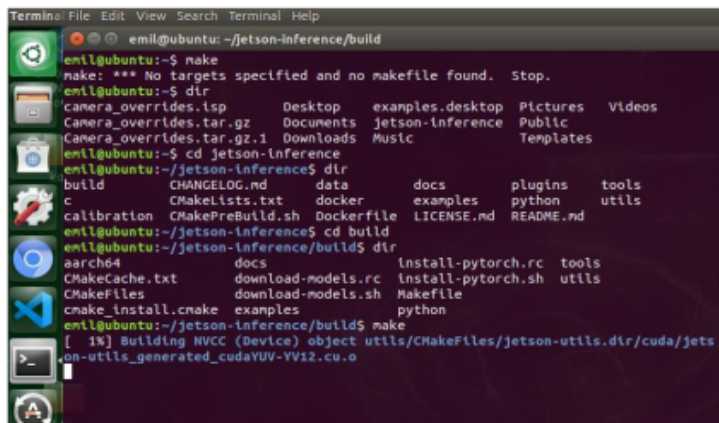 Terminal File Edit View Search Terminal Help
emil@ubuntu: ~/jetson-inference/build
emil@ubuntu:~$ make
make: *** No targets specified and no makefile found.  Stop.
emil@ubuntu:~$ dir
camera_overrides.isp       Desktop    examples.desktop  Pictures   Videos
Camera_overrides.tar.gz    Documents  jetson-inference  Public
Camera_overrides.tar.gz.1  Downloads  Music             Templates
emil@ubuntu:~$ cd jetson-inference
emil@ubuntu:~/jetson-inference$ dir
build        CHANGELOG.md     data        docs        plugins    tools
c            CMakeLists.txt   docker      examples    python     utils
calibration  CMakePreBuild.sh  Dockerfile  LICENSE.md  README.md
emil@ubuntu:~/jetson-inference$ cd build
emil@ubuntu:~/jetson-inference/build$ dir
aarch64              docs                install-pytorch.rc  tools
CMakeCache.txt       download-models.rc  install-pytorch.sh  utils
CMakeFiles           download-models.sh  Makefile
cmake_install.cmake  examples            python
emil@ubuntu:~/jetson-inference/build$ make
[  1%] Building NVCC (Device) object utils/CMakeFiles/jetson-utils.dir/cuda/jets
on-utils_generated_cudaYUV-YV12.cu.o